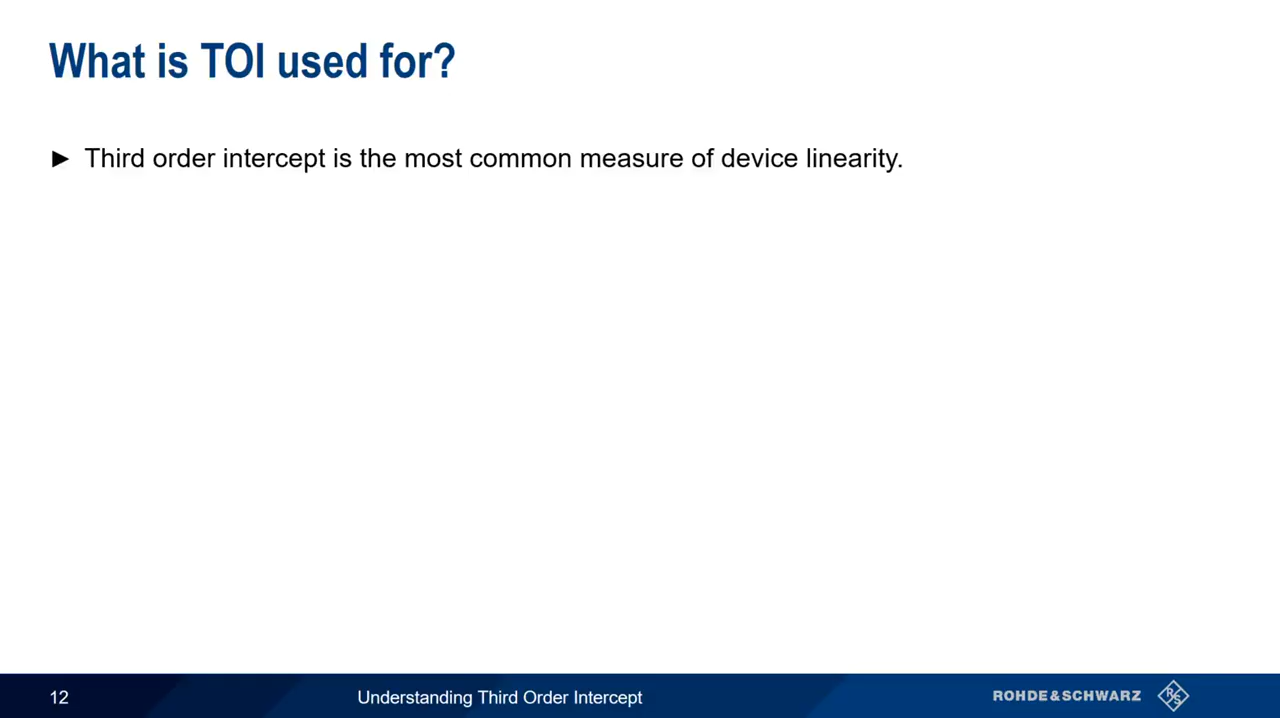 What is TOI used for?
► Third order intercept is the most common measure of device linearity.
12
Understanding Third Order Intercept
ROHDE & SCHWARZ
R S